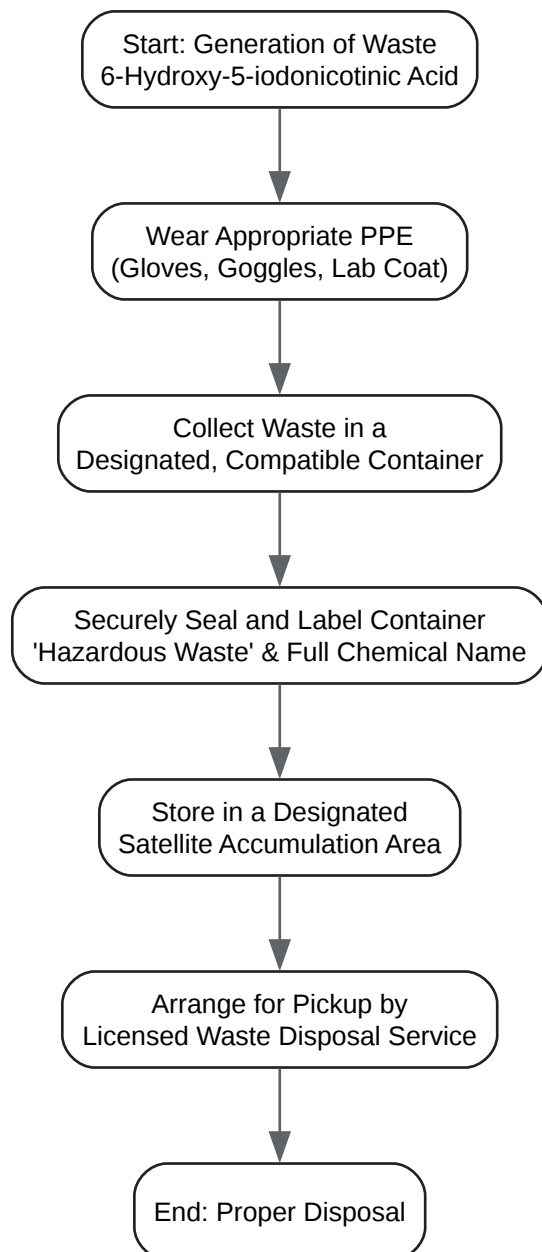 Start: Generation of Waste
6-Hydroxy-5-iodonicotinic Acid
Wear Appropriate PPE
(Gloves, Goggles, Lab Coat)
Collect Waste in a
Designated, Compatible Container
Securely Seal and Label Container
'Hazardous Waste' & Full Chemical Name
Store in a Designated
Satellite Accumulation Area
Arrange for Pickup by
Licensed Waste Disposal Service
End: Proper Disposal